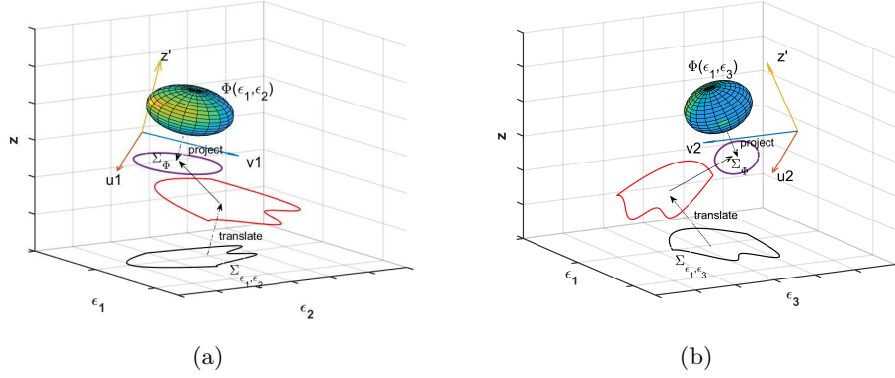 z'
Φ(ϵ1,ϵ2)
z
project
ΣΦ
v1
u1
translate
Σϵ1,ϵ2
ϵ1
ϵ2
(a)
z'
Φ(ϵ1,ϵ3)
z
v2
project
ΣΦ
u2
translate
Σϵ1,ϵ3
ϵ1
ϵ3
(b)